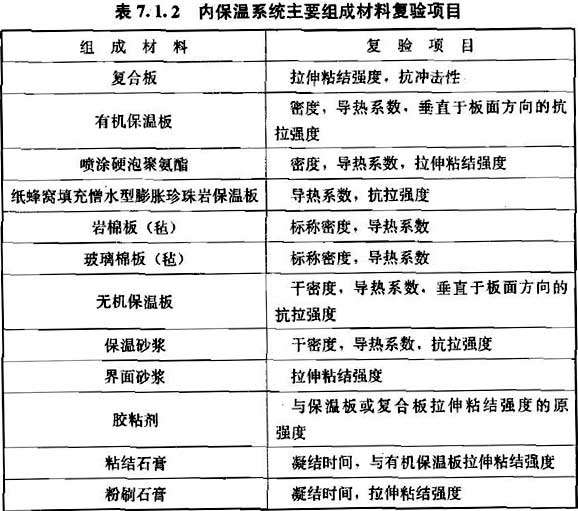 表7.1.2 内保温系统主要组成材料复验项目
组成材料 复验项目
复合板 拉伸粘结强度，抗冲击性
有机保温板 密度，导热系数，垂直于板面方向的抗
拉强度
喷涂硬泡聚氨酯 密度，导热系数，拉伸粘结强度
纸蜂窝填充憎水型膨胀珍珠岩保温板 导热系数，抗拉强度
岩棉板（毡） 标称密度，导热系数
玻璃棉板（毡） 标称密度，导热系数
无机保温板 干密度，导热系数，垂直于板面方向的
抗拉强度
保温砂浆 干密度，导热系数，抗拉强度
界面砂浆 拉伸粘结强度
胶粘剂 与保温板或复合板拉伸粘结强度的原
强度
粘结石膏 凝结时间，与有机保温板拉伸粘结强度
粉刷石膏 凝结时间，拉伸粘结强度